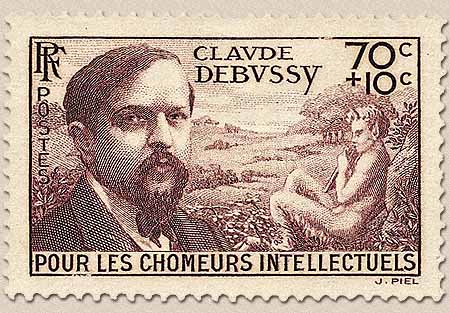 RF
POSTES
CLAVDE
DEBVSSY
70c
+10c
POUR LES CHOMEURS INTELLECTUELS
J. PIEL